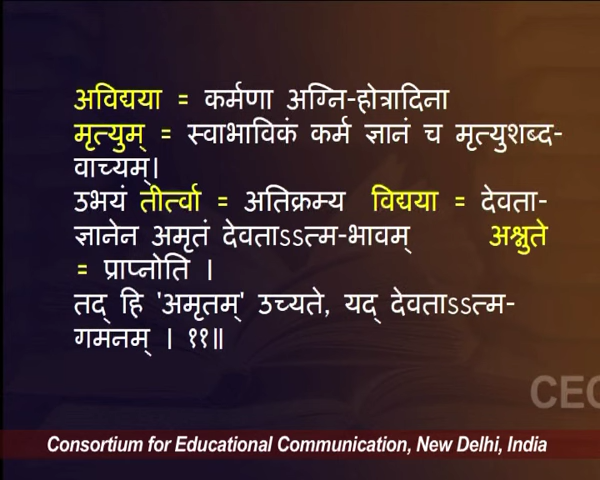 अविद्यया = कर्मणा अग्नि-होत्रादिना
मृत्युम् = स्वाभाविकं कर्म ज्ञानं च मृत्युशब्द-
वाच्यम्।
उभयं तीर्त्वा = अतिक्रम्य विद्यया = देवता-
ज्ञानेन अमृतं देवताऽऽत्म-भावम् अश्नुते
= प्राप्नोति ।
तद् हि 'अमृतम्' उच्यते, यद् देवताऽऽत्म-
गमनम् । ११॥
CEC
Consortium for Educational Communication, New Delhi, India